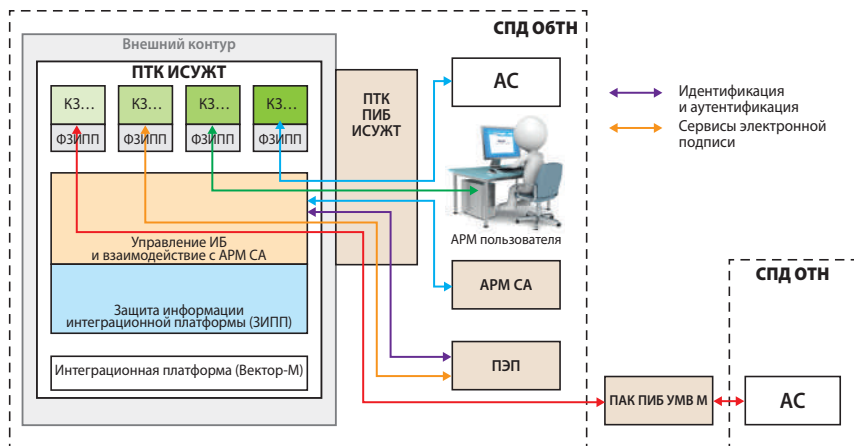 СПД ОбТН
Внешний контур
ПТК ИСУЖТ
КЗ...
КЗ...
КЗ...
КЗ...
ФЗИПП
ФЗИПП
ФЗИПП
ФЗИПП
ПТК
ПИБ
ИСУЖТ
АС
Идентификация
и аутентификация
Сервисы электронной
подписи
АРМ пользователя
Управление ИБ
и взаимодействие с АРМ СА
АРМ СА
СПД ОТН
Защита информации
интеграционной платформы (ЗИПП)
Интеграционная платформа (Вектор-М)
ПЭП
ПАК ПИБ УМВ М
АС